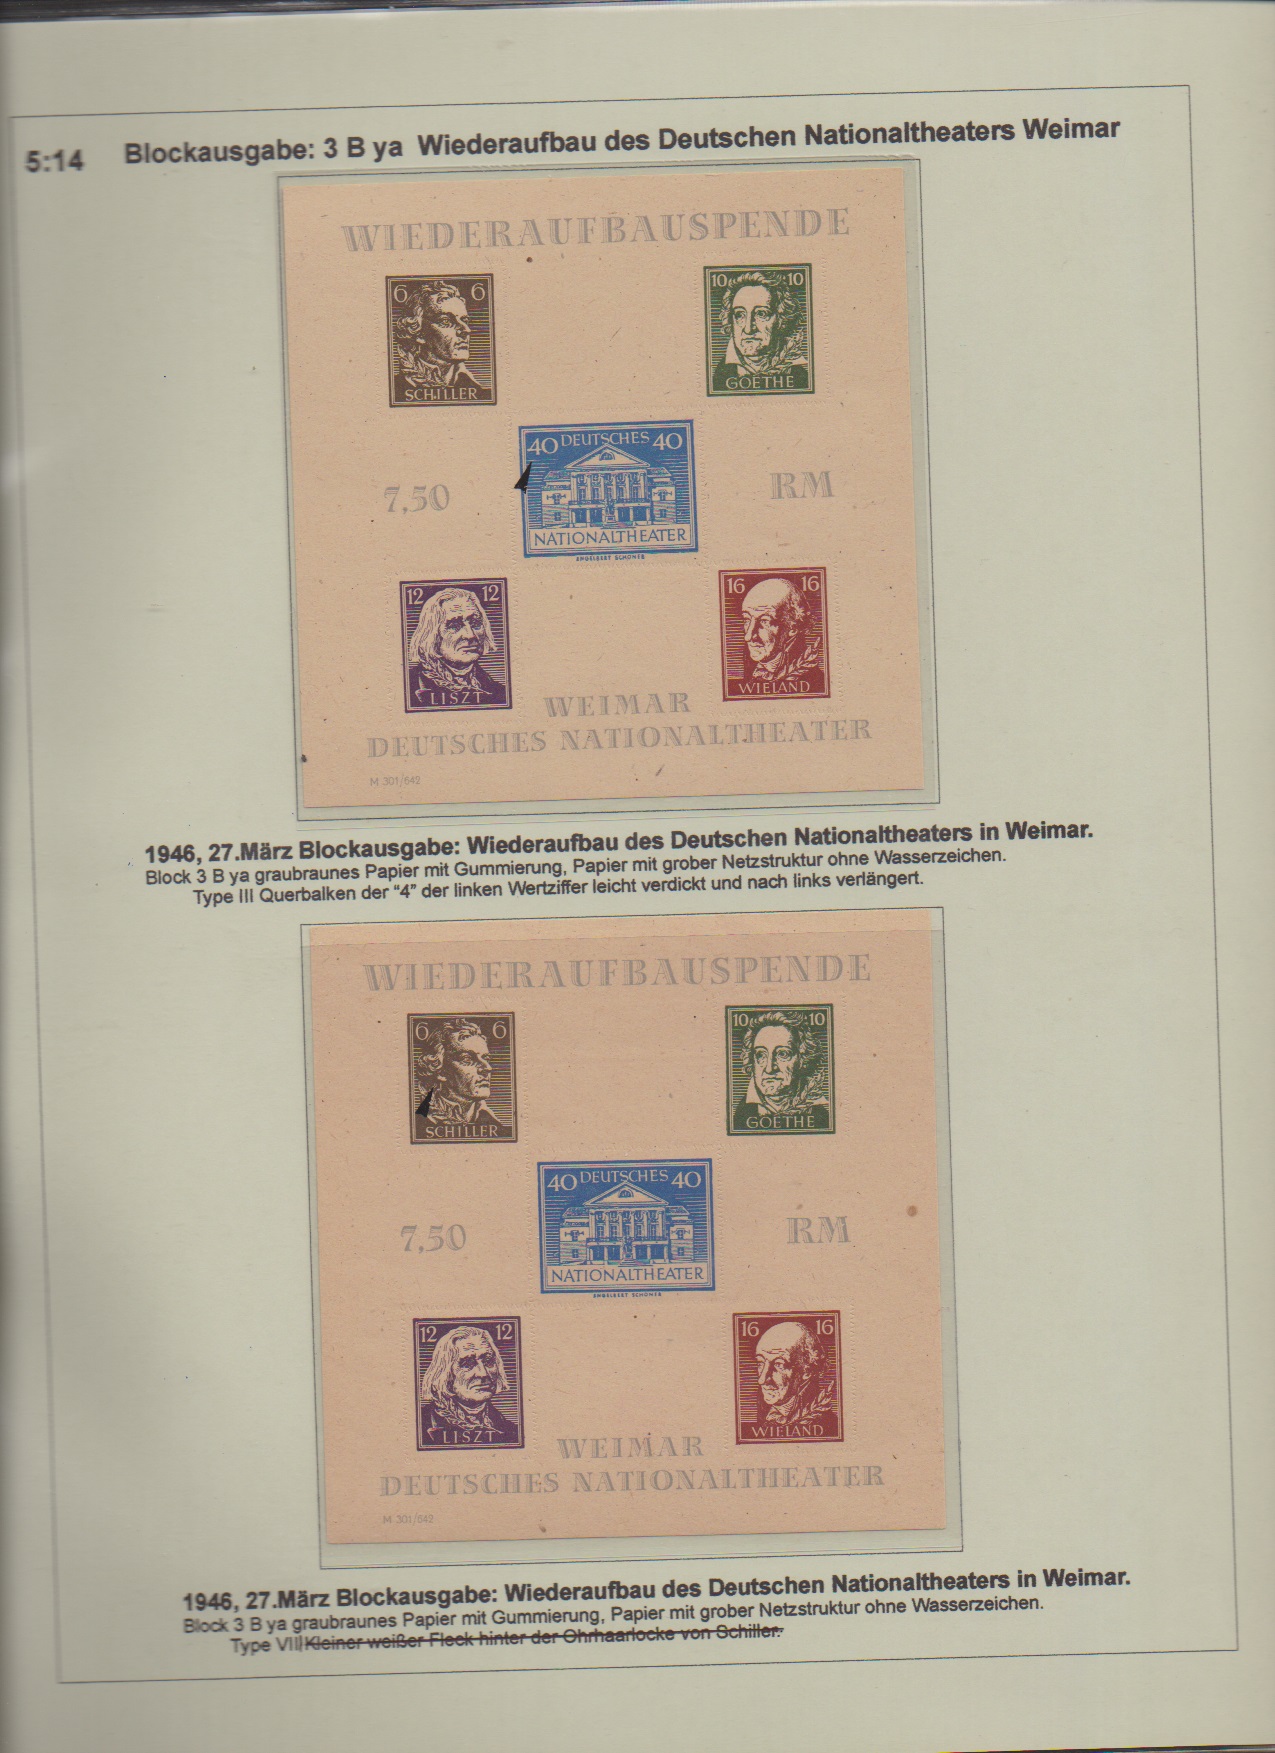 5:14 Blockausgabe: 3 B ya Wiederaufbau des Deutschen Nationaltheaters Weimar
WIEDERAUFBAUSPENDE
6 6
SCHILLER
10 10
GOETHE
40 DEUTSCHES 40
NATIONALTHEATER
ENGELBERT SCHONER
7,50 RM
12 12
LISZT
16 16
WIELAND
WEIMAR
DEUTSCHES NATIONALTHEATER
M 301/642
1946, 27.März Blockausgabe: Wiederaufbau des Deutschen Nationaltheaters in Weimar.
Block 3 B ya graubraunes Papier mit Gummierung, Papier mit grober Netzstruktur ohne Wasserzeichen.
Type III Querbalken der “4” der linken Wertziffer leicht verdickt und nach links verlängert.
WIEDERAUFBAUSPENDE
6 6
SCHILLER
10 10
GOETHE
40 DEUTSCHES 40
NATIONALTHEATER
ENGELBERT SCHONER
7,50 RM
12 12
LISZT
16 16
WIELAND
WEIMAR
DEUTSCHES NATIONALTHEATER
M 301/642
1946, 27.März Blockausgabe: Wiederaufbau des Deutschen Nationaltheaters in Weimar.
Block 3 B ya graubraunes Papier mit Gummierung, Papier mit grober Netzstruktur ohne Wasserzeichen.
Type VIII Kleiner weißer Fleck hinter der Ohrhaarlocke von Schiller.